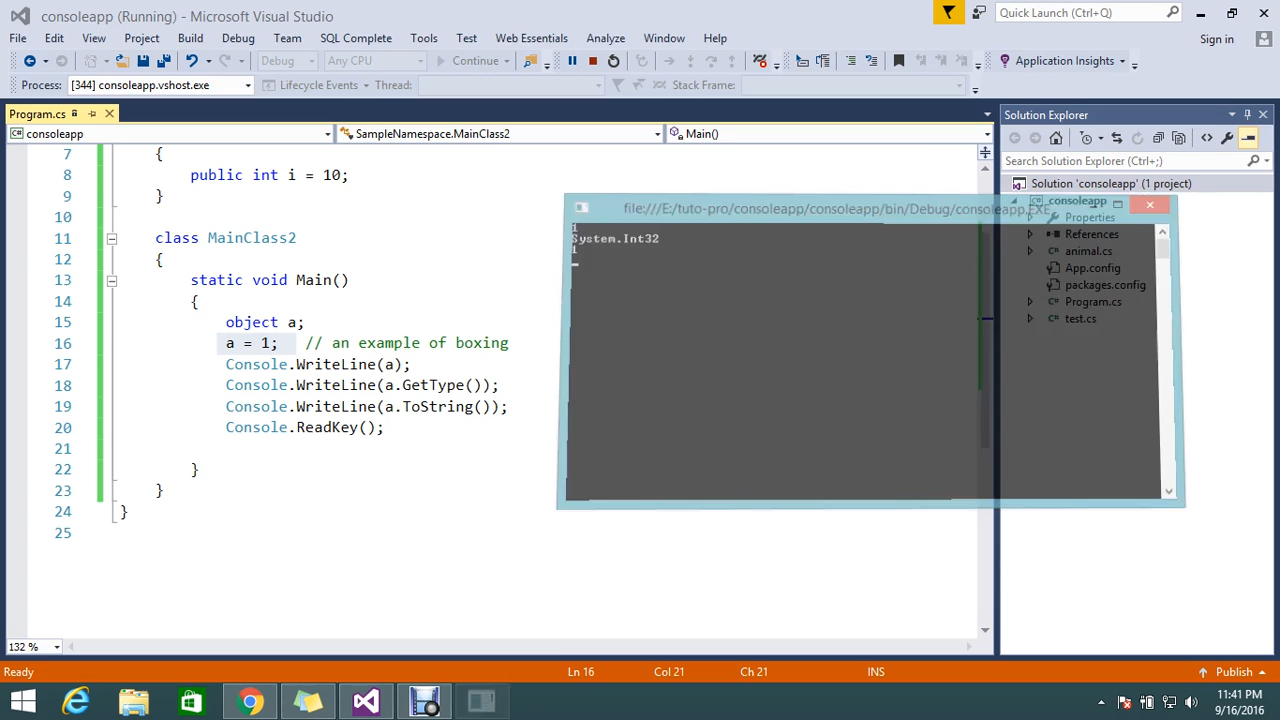 consoleapp (Running) - Microsoft Visual Studio
Quick Launch (Ctrl+Q)
File Edit View Project Build Debug Team SQL Complete Tools Test Web Essentials Analyze Window Help
Sign in
Debug Any CPU Continue Application Insights
Process: [344] consoleapp.vshost.exe Lifecycle Events Thread: Stack Frame:
Program.cs
consoleapp SampleNamespace.MainClass2 Main()
7 {
8 public int i = 10;
9 }
10
11 class MainClass2
12 {
13 static void Main()
14 {
15 object a;
16 a = 1; // an example of boxing
17 Console.WriteLine(a);
18 Console.WriteLine(a.GetType());
19 Console.WriteLine(a.ToString());
20 Console.ReadKey();
21
22 }
23 }
24 }
25
file:///E:/tuto-pro/consoleapp/consoleapp/bin/Debug/consoleapp.EXE
1
System.Int32
1
Solution Explorer
Search Solution Explorer (Ctrl+;)
Solution 'consoleapp' (1 project)
consoleapp
Properties
References
animal.cs
App.config
packages.config
Program.cs
test.cs
132 %
Ready Ln 16 Col 21 Ch 21 INS Publish
11:41 PM
9/16/2016